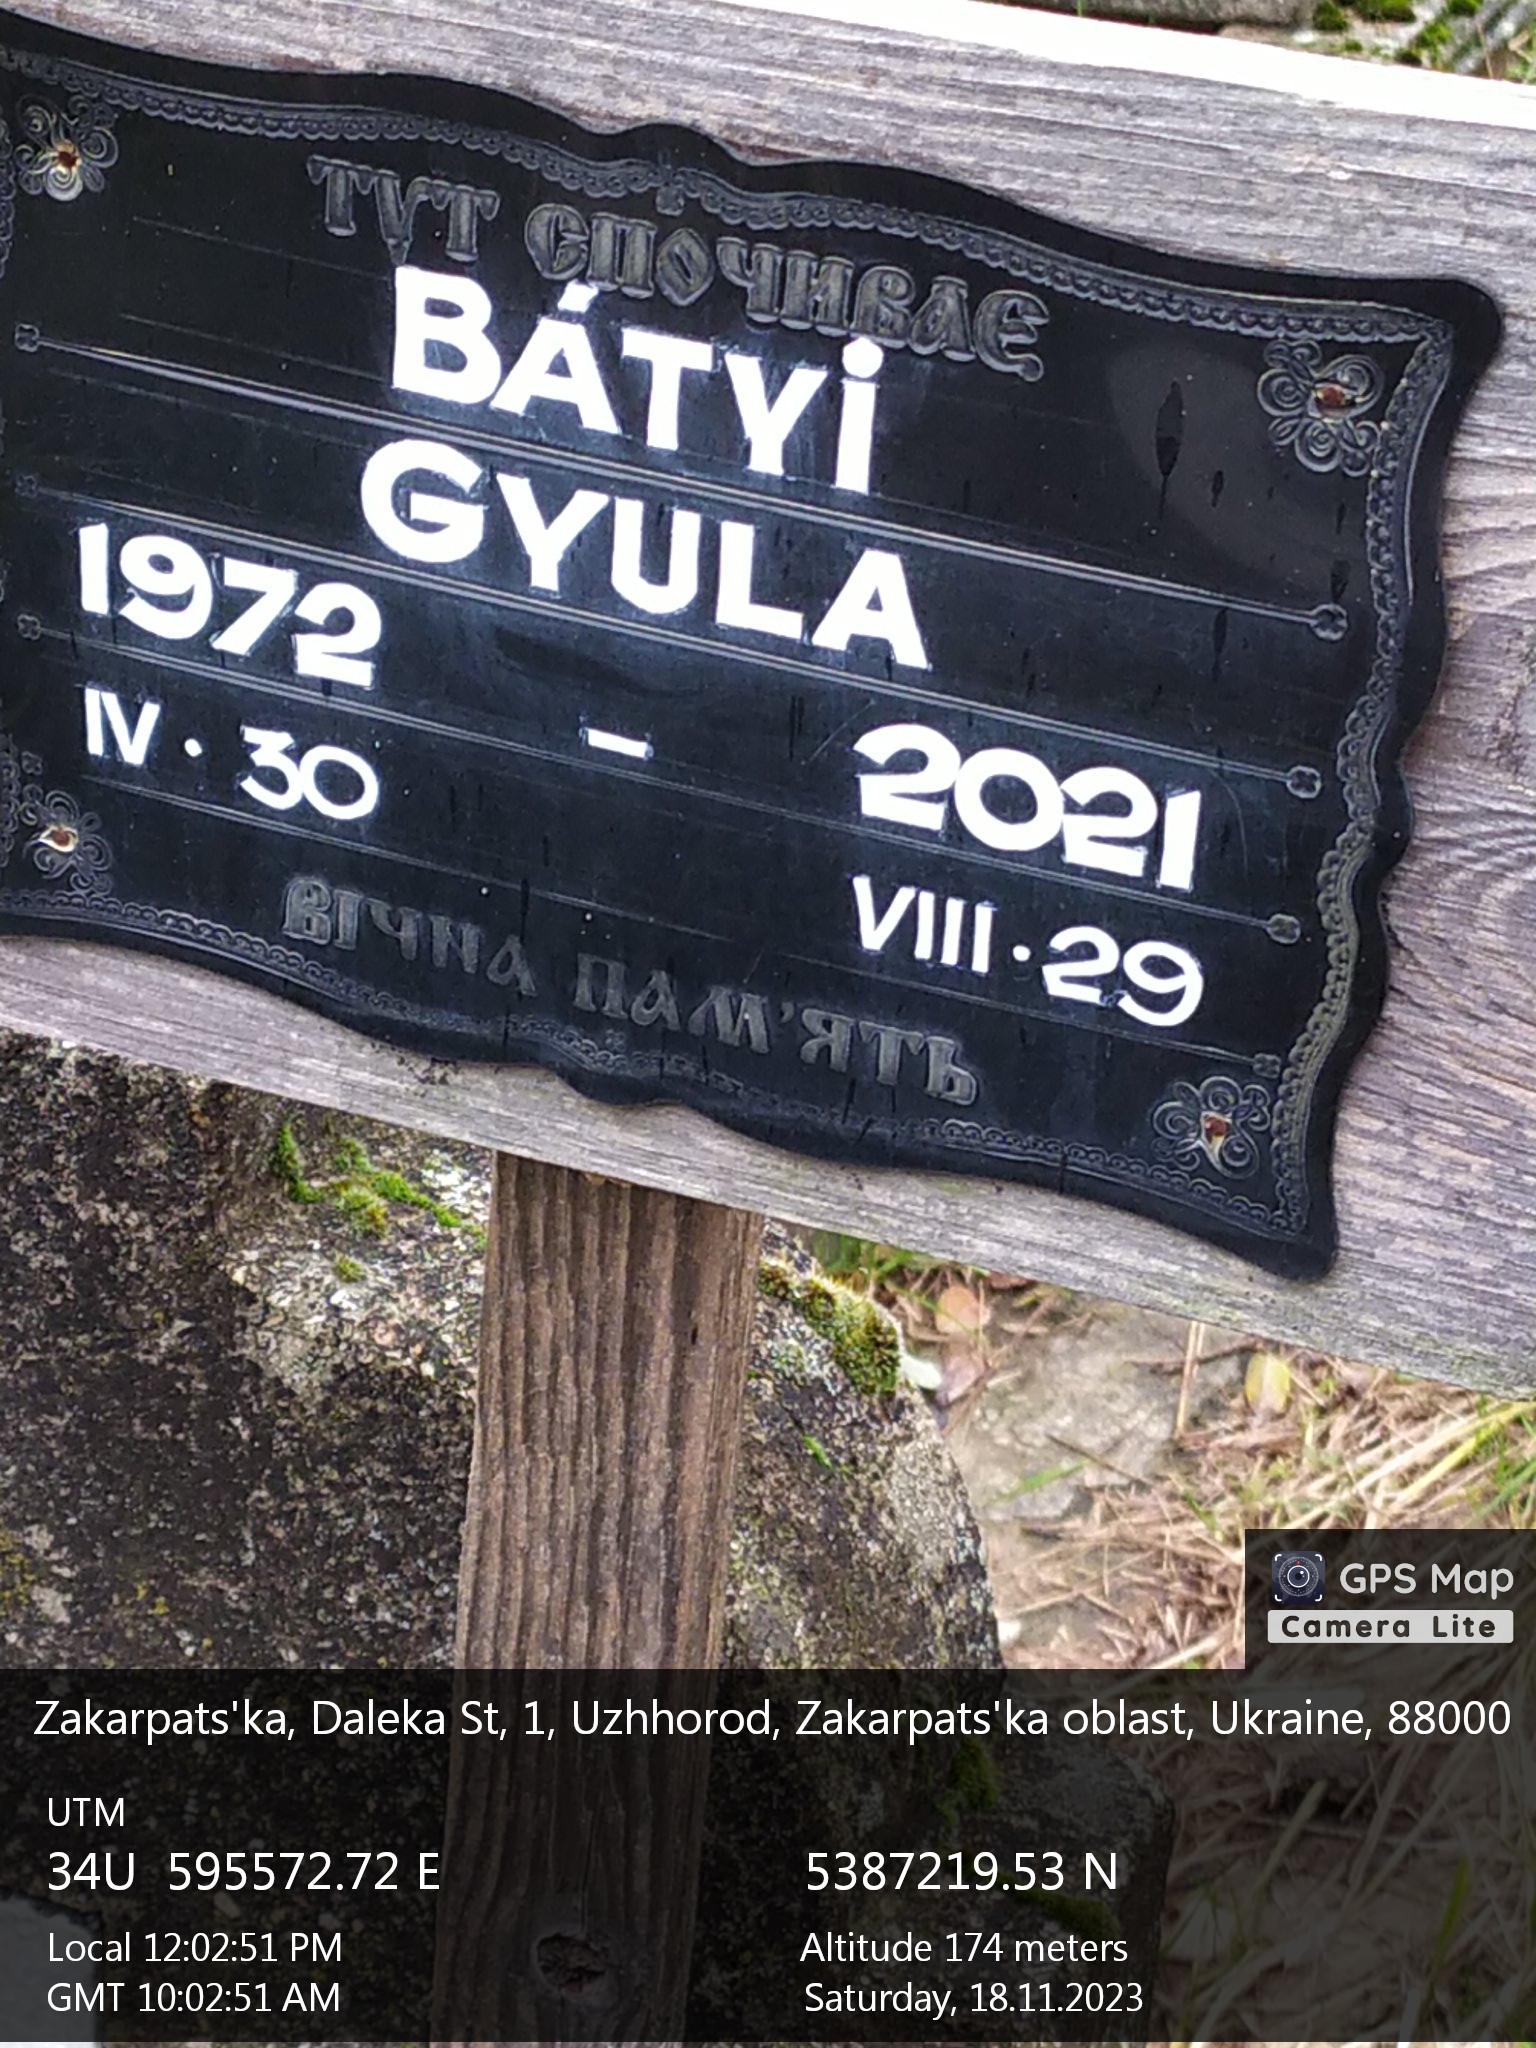 ТУТ СПОЧИВАЄ
BÁTYI
GYULA
1972 – 2021
IV · 30 VIII · 29
ВІЧНА ПАМ'ЯТЬ
GPS Map
Camera Lite
Zakarpats'ka, Daleka St, 1, Uzhhorod, Zakarpats'ka oblast, Ukraine, 88000
UTM
34U 595572.72 E 5387219.53 N
Local 12:02:51 PM Altitude 174 meters
GMT 10:02:51 AM Saturday, 18.11.2023